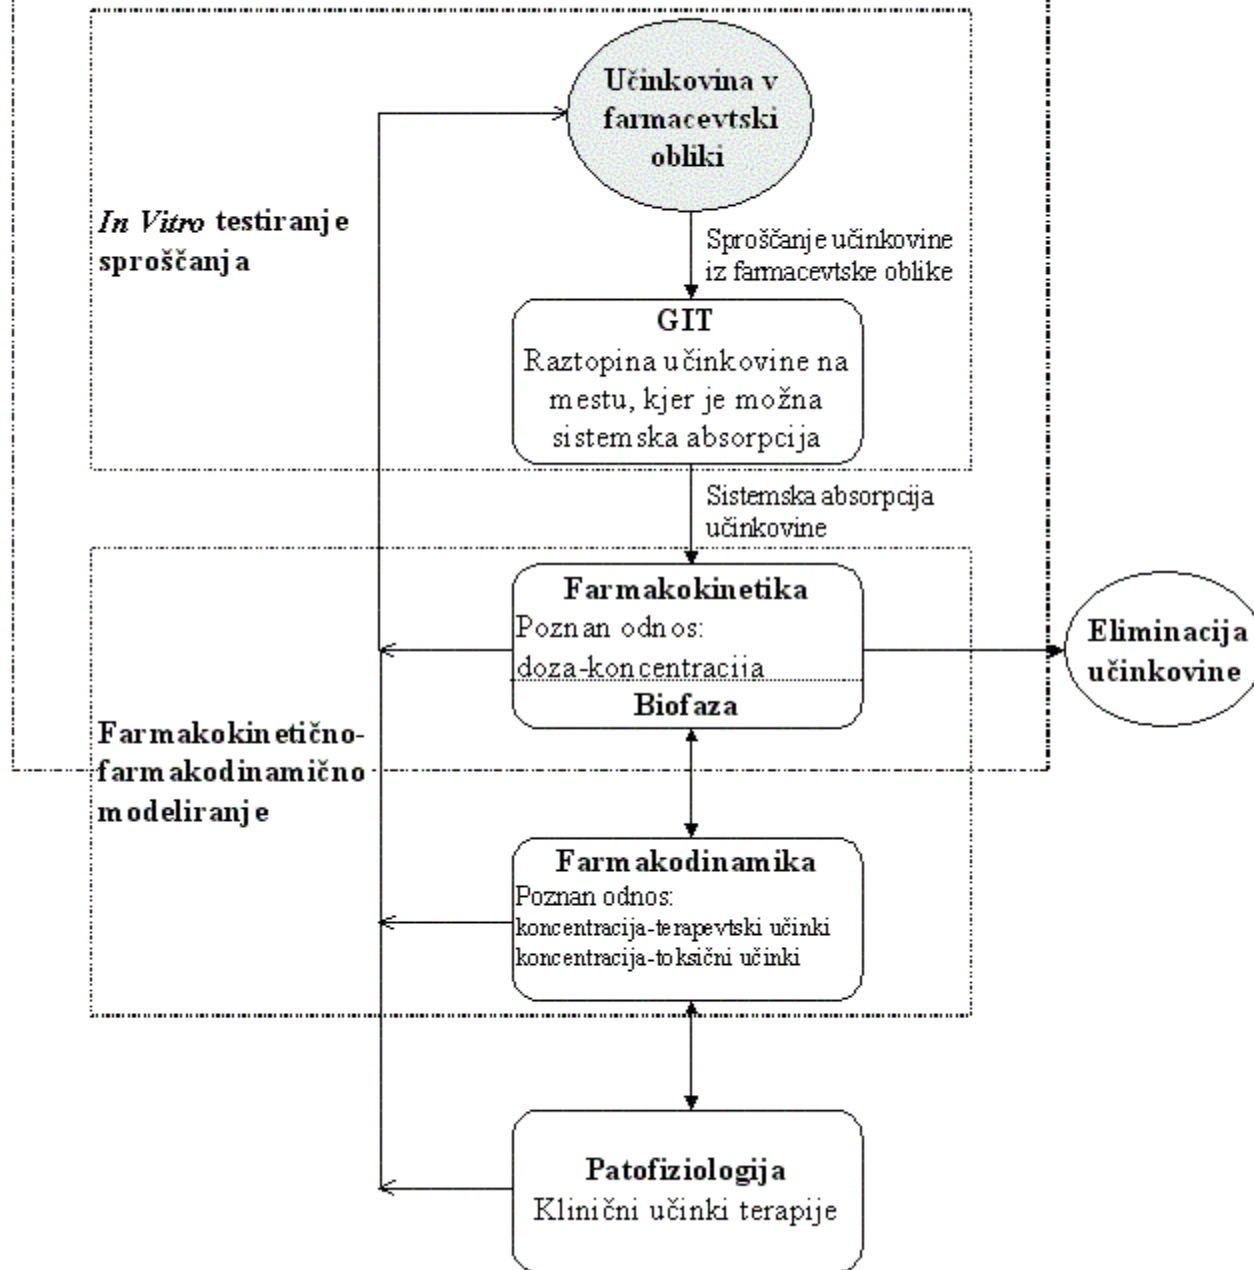 Učinkovina v
farmacevtski
obliki
In Vitro testiranje
sproščanja
Sproščanje učinkovine
iz farmacevtske oblike
GIT
Raztopina učinkovine na
mestu, kjer je možna
sistemska absorpcija
Sistemska absorpcija
učinkovine
Farmakokinetika
Poznan odnos:
doza-koncentracija
Biofaza
Eliminacija
učinkovine
Farmakokinetično-
farmakodinamično
modeliranje
Farmakodinamika
Poznan odnos:
koncentracija-terapevtski učinki
koncentracija-toksični učinki
Patofiziologija
Klinični učinki terapije